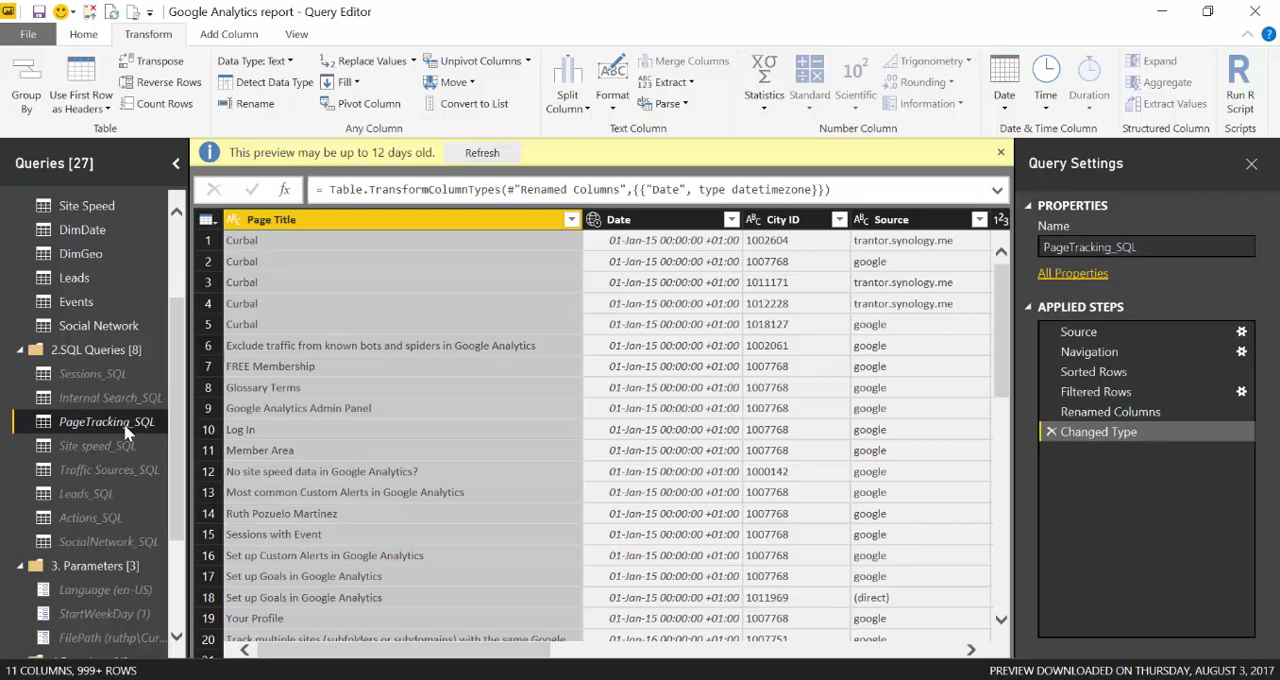 Google Analytics report - Query Editor
File
Home
Transform
Add Column
View
Group By
Use First Row as Headers
Transpose
Reverse Rows
Count Rows
Table
Data Type: Text
Detect Data Type
Rename
Replace Values
Fill
Pivot Column
Unpivot Columns
Move
Convert to List
Any Column
Split Column
Format
Merge Columns
Extract
Parse
Text Column
Statistics
Standard
Scientific
Trigonometry
Rounding
Information
Number Column
Date
Time
Duration
Date & Time Column
Expand
Aggregate
Extract Values
Structured Column
Run R Script
Scripts
Queries [27]
Site Speed
DimDate
DimGeo
Leads
Events
Social Network
2.SQL Queries [8]
Sessions_SQL
Internal Search_SQL
PageTracking_SQL
Site speed_SQL
Traffic Sources_SQL
Leads_SQL
Actions_SQL
SocialNetwork_SQL
3. Parameters [3]
Language (en-US)
StartWeekDay (1)
FilePath (ruthp\Cur...
This preview may be up to 12 days old.
Refresh
= Table.TransformColumnTypes(#"Renamed Columns",{{"Date", type datetimezone}})
Page Title Date City ID Source
1 Curbal 01-Jan-15 00:00:00 +01:00 1002604 trantor.synology.me
2 Curbal 01-Jan-15 00:00:00 +01:00 1007768 google
3 Curbal 01-Jan-15 00:00:00 +01:00 1011171 trantor.synology.me
4 Curbal 01-Jan-15 00:00:00 +01:00 1012228 trantor.synology.me
5 Curbal 01-Jan-15 00:00:00 +01:00 1018127 google
6 Exclude traffic from known bots and spiders in Google Analytics 01-Jan-15 00:00:00 +01:00 1002061 google
7 FREE Membership 01-Jan-15 00:00:00 +01:00 1007768 google
8 Glossary Terms 01-Jan-15 00:00:00 +01:00 1007768 google
9 Google Analytics Admin Panel 01-Jan-15 00:00:00 +01:00 1007768 google
10 Log In 01-Jan-15 00:00:00 +01:00 1007768 google
11 Member Area 01-Jan-15 00:00:00 +01:00 1007768 google
12 No site speed data in Google Analytics? 01-Jan-15 00:00:00 +01:00 1000142 google
13 Most common Custom Alerts in Google Analytics 01-Jan-15 00:00:00 +01:00 1007768 google
14 Ruth Pozuelo Martinez 01-Jan-15 00:00:00 +01:00 1007768 google
15 Sessions with Event 01-Jan-15 00:00:00 +01:00 1007768 google
16 Set up Custom Alerts in Google Analytics 01-Jan-15 00:00:00 +01:00 1007768 google
17 Set up Goals in Google Analytics 01-Jan-15 00:00:00 +01:00 1007768 google
18 Set up Goals in Google Analytics 01-Jan-15 00:00:00 +01:00 1011969 (direct)
19 Your Profile 01-Jan-15 00:00:00 +01:00 1007768 google
20 Track multiple sites (subfolders or subdomains) with the same Google 01-Jan-16 00:00:00 +01:00 1007751 google
Query Settings
PROPERTIES
Name
PageTracking_SQL
All Properties
APPLIED STEPS
Source
Navigation
Sorted Rows
Filtered Rows
Renamed Columns
Changed Type
11 COLUMNS, 999+ ROWS
PREVIEW DOWNLOADED ON THURSDAY, AUGUST 3, 2017